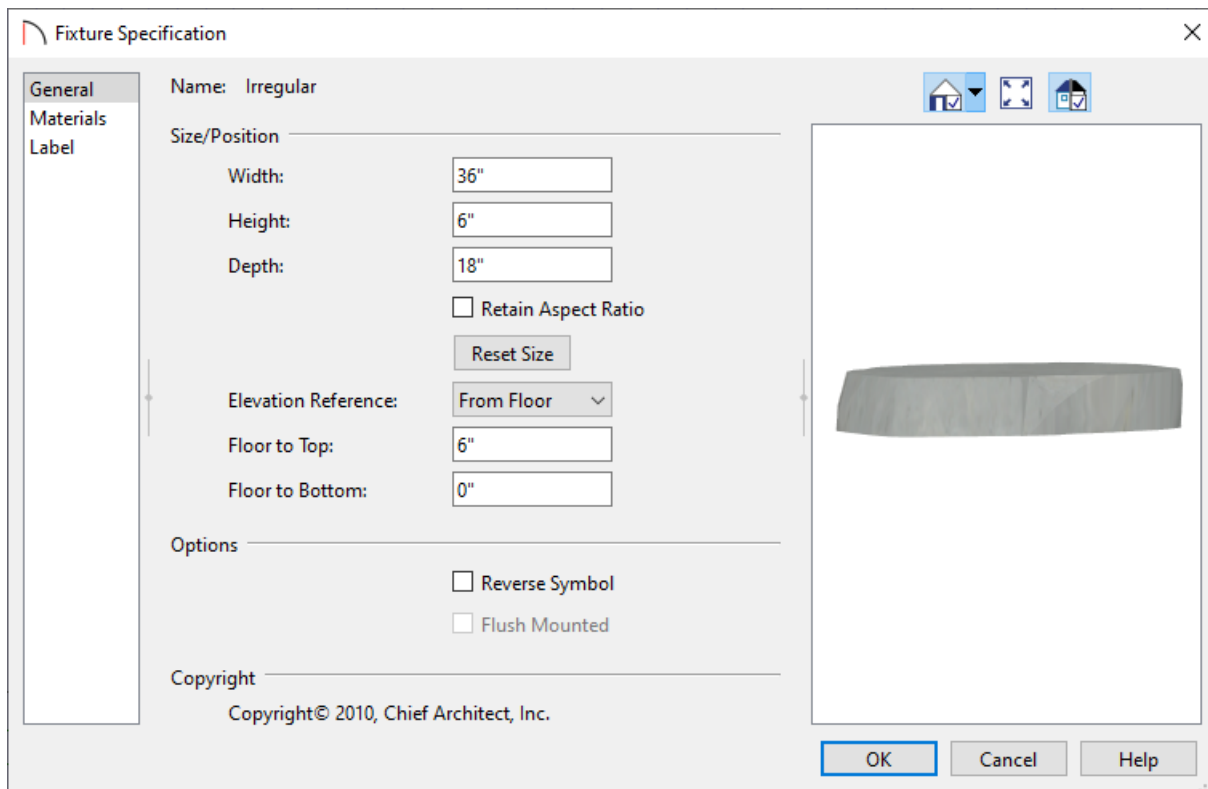 Fixture Specification
General
Materials
Label
Name: Irregular
Size/Position
Width: 36"
Height: 6"
Depth: 18"
Retain Aspect Ratio
Reset Size
Elevation Reference: From Floor
Floor to Top: 6"
Floor to Bottom: 0"
Options
Reverse Symbol
Flush Mounted
Copyright
Copyright© 2010, Chief Architect, Inc.
OK Cancel Help